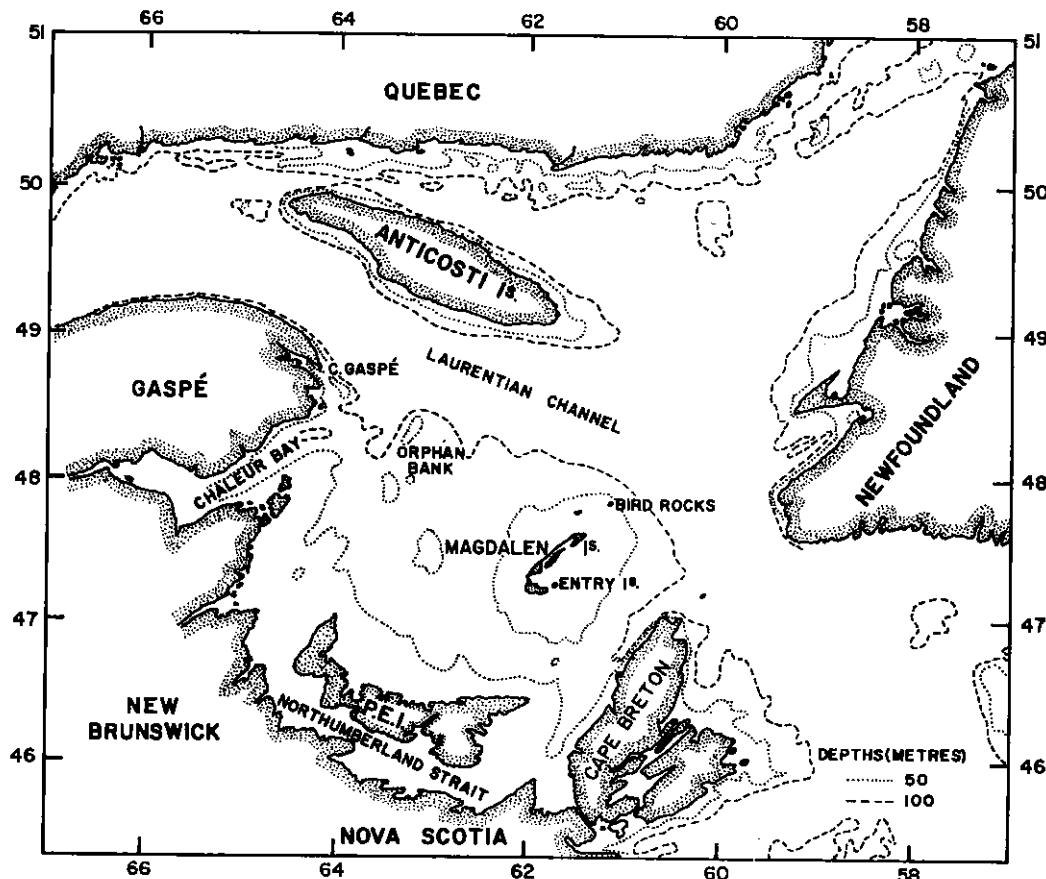 66 64 62 60 58
51 51
QUEBEC
50 50
ANTICOSTI Is.
49 49
LAURENTIAN CHANNEL
C. GASPÉ
GASPÉ
NEWFOUNDLAND
ORPHAN
BANK
CHALEUR BAY
48 48
BIRD ROCKS
MAGDALEN Is.
ENTRY Is.
47 47
CAPE BRETON
P.E.I.
NEW
BRUNSWICK
NORTHUMBERLAND STRAIT
46 46
DEPTHS (METRES)
50
100
NOVA SCOTIA
66 64 62 60 58